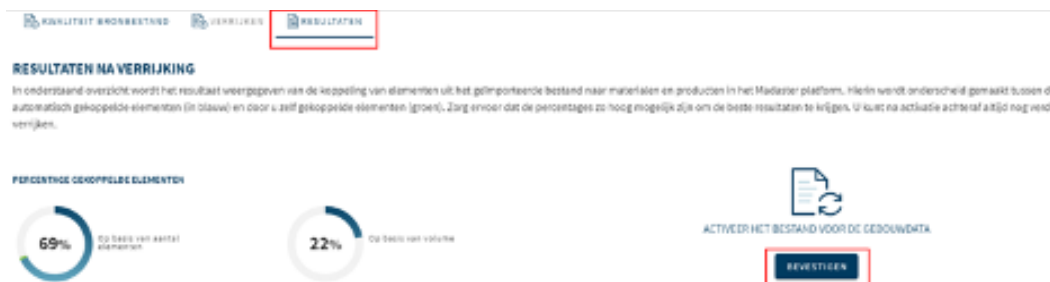 KWALITEIT BRONBESTAND VERRIJKEN RESULTATEN
RESULTATEN NA VERRIJKING
In onderstaand overzicht wordt het resultaat weergegeven van de koppeling van elementen uit het geïmporteerde bestand naar materialen en producten in het Madaster platform. Hierin wordt onderscheid gemaakt tussen d
automatisch gekoppelde elementen (in blauw) en door u zelf gekoppelde elementen (groen). Zorg ervoor dat de percentages zo hoog mogelijk zijn om de beste resultaten te krijgen. U kunt na activatie achteraf altijd nog verd
verrijken.
PERCENTAGE GEKOPPELDE ELEMENTEN
69% Op basis van aantal
elementen
22% Op basis van volume
ACTIVEER HET BESTAND VOOR DE GEBOUWDATA
BEVESTIGEN